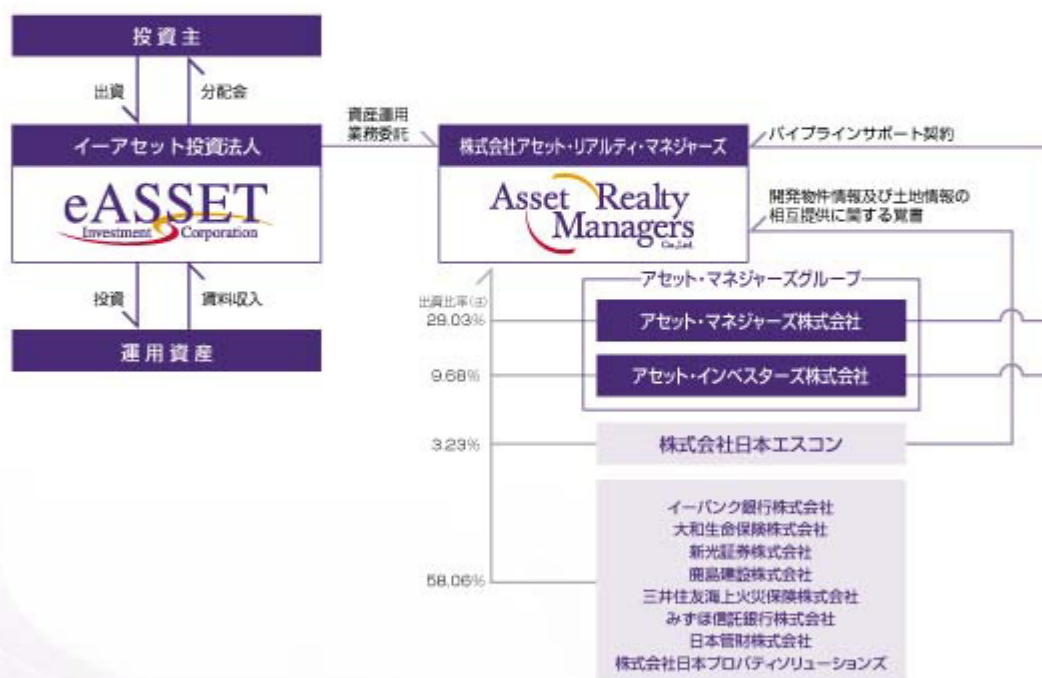 投資主
出資
分配金
イーアセット投資法人
eASSET
Investment Corporation
投資
賃料収入
運用資産
資産運用
業務委託
株式会社アセット・リアルティ・マネジャーズ
Asset Realty
Managers
Co.,Ltd.
パイプラインサポート契約
開発物件情報及び土地情報の
相互提供に関する覚書
出資比率(注)
アセット・マネジャーズグループ
29.03%
アセット・マネジャーズ株式会社
9.68%
アセット・インベスターズ株式会社
3.23%
株式会社日本エスコン
58.06%
イーバンク銀行株式会社
大和生命保険株式会社
新光証券株式会社
鹿島建設株式会社
三井住友海上火災保険株式会社
みずほ信託銀行株式会社
日本管財株式会社
株式会社日本プロパティソリューションズ